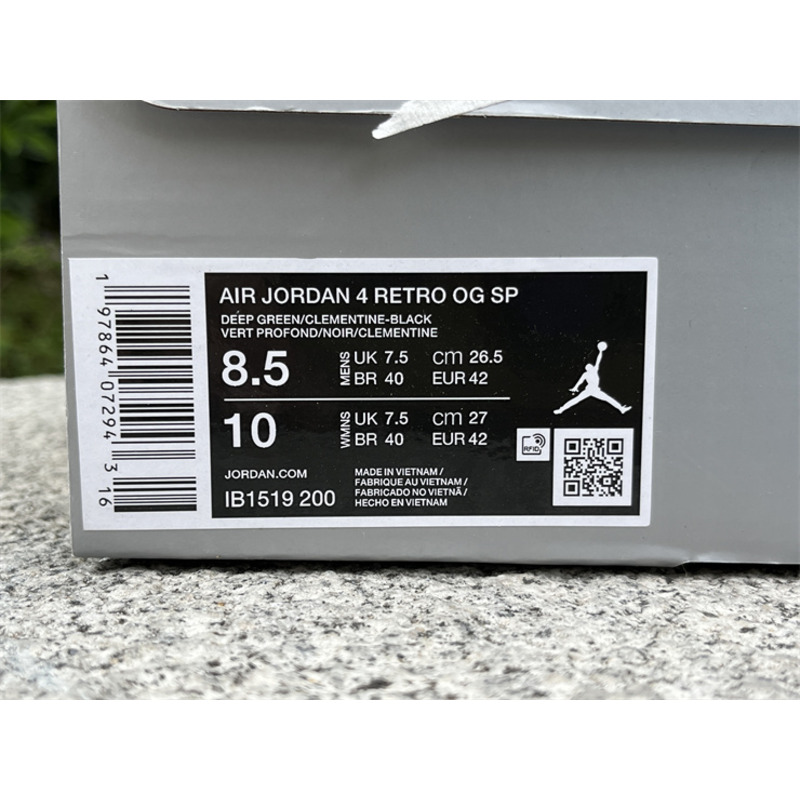 AIR JORDAN 4 RETRO OG SP
DEEP GREEN/CLEMENTINE-BLACK
VERT PROFOND/NOIR/CLEMENTINE
8.5 MENS UK 7.5 cm 26.5
BR 40 EUR 42
10 WMNS UK 7.5 cm 27
BR 40 EUR 42
JORDAN.COM
IB1519 200
MADE IN VIETNAM /
FABRIQUE AU VIETNAM /
FABRICADO NO VIETNÃ /
HECHO EN VIETNAM
RFID
1 97864 07294 3 16